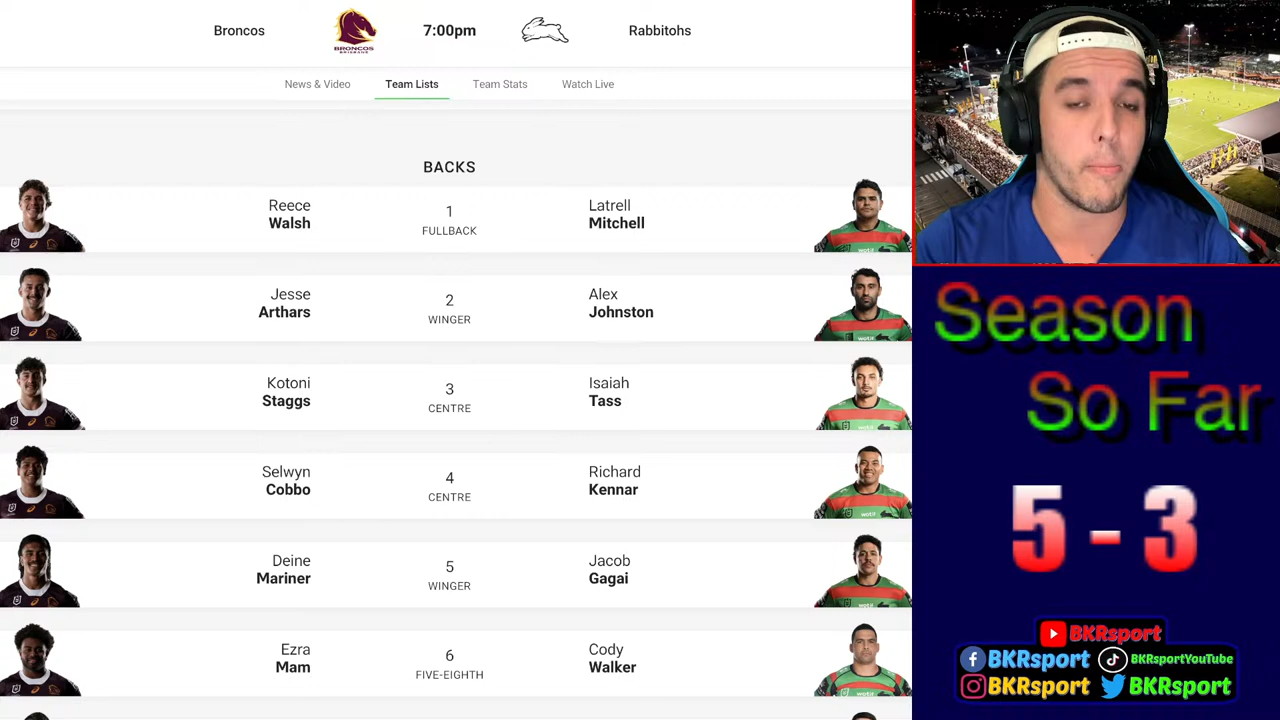 Broncos
BRONCOS
BRISBANE
7:00pm
Rabbitohs
News & Video
Team Lists
Team Stats
Watch Live
BACKS
Reece
Walsh
1
FULLBACK
Latrell
Mitchell
Jesse
Arthars
2
WINGER
Alex
Johnston
Kotoni
Staggs
3
CENTRE
Isaiah
Tass
Selwyn
Cobbo
4
CENTRE
Richard
Kennar
Deine
Mariner
5
WINGER
Jacob
Gagai
Ezra
Mam
6
FIVE-EIGHTH
Cody
Walker
Season
So Far
5 - 3
BKRsport
BKRsport
BKRsportYouTube
BKRsport
BKRsport